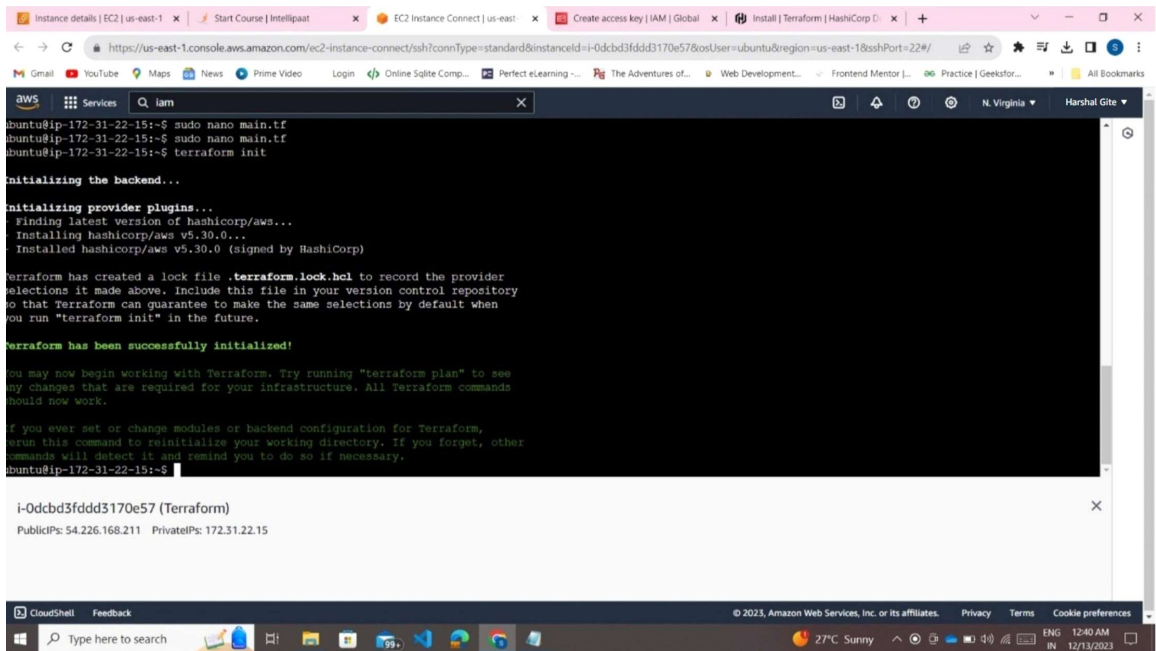 Instance details | EC2 | us-east-1
Start Course | Intellipaat
EC2 Instance Connect | us-east-
Create access key | IAM | Global
Install | Terraform | HashiCorp D
https://us-east-1.console.aws.amazon.com/ec2-instance-connect/ssh?connType=standard&instanceId=i-0dcbd3fddd3170e57&osUser=ubuntu&region=us-east-1&sshPort=22#/
S
Gmail YouTube Maps News Prime Video Login Online Sqlite Comp... Perfect eLearning -... The Adventures of... Web Development... Frontend Mentor |... Practice | Geeksfor... » All Bookmarks
aws Services iam N. Virginia Harshal Gite
ubuntu@ip-172-31-22-15:~$ sudo nano main.tf
ubuntu@ip-172-31-22-15:~$ sudo nano main.tf
ubuntu@ip-172-31-22-15:~$ terraform init
Initializing the backend...
Initializing provider plugins...
- Finding latest version of hashicorp/aws...
- Installing hashicorp/aws v5.30.0...
- Installed hashicorp/aws v5.30.0 (signed by HashiCorp)
Terraform has created a lock file .terraform.lock.hcl to record the provider
selections it made above. Include this file in your version control repository
so that Terraform can guarantee to make the same selections by default when
you run "terraform init" in the future.
Terraform has been successfully initialized!
You may now begin working with Terraform. Try running "terraform plan" to see
any changes that are required for your infrastructure. All Terraform commands
should now work.
If you ever set or change modules or backend configuration for Terraform,
rerun this command to reinitialize your working directory. If you forget, other
commands will detect it and remind you to do so if necessary.
ubuntu@ip-172-31-22-15:~$
i-0dcbd3fddd3170e57 (Terraform)
PublicIPs: 54.226.168.211 PrivateIPs: 172.31.22.15
CloudShell Feedback © 2023, Amazon Web Services, Inc. or its affiliates. Privacy Terms Cookie preferences
Type here to search 99+ 27°C Sunny ENG 12:40 AM
IN 12/13/2023